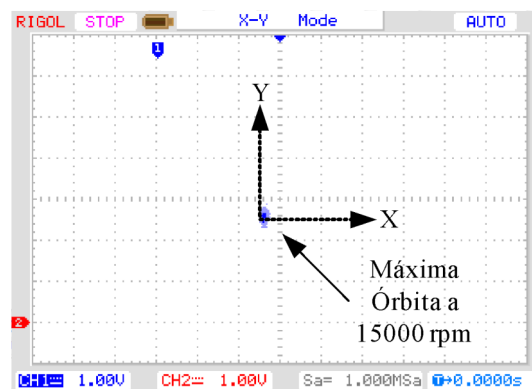 RIGOL STOP X-Y Mode AUTO
1
Y
X
Máxima
Órbita a
15000 rpm
2
CH1 1.00V CH2 1.00V Sa= 1.000MSa T→0.0000s